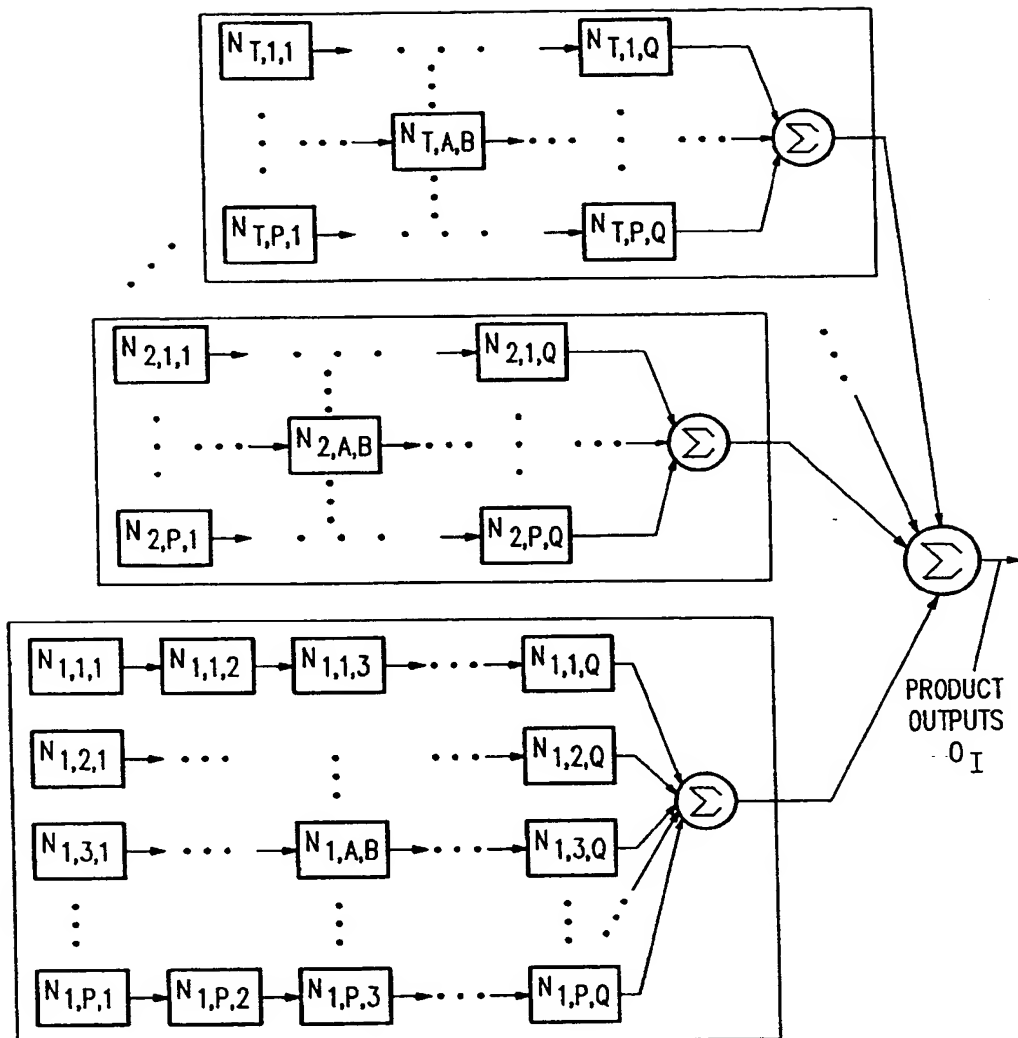 N T,1,1 N T,1,Q
N T,A,B Σ
N T,P,1 N T,P,Q
N 2,1,1 N 2,1,Q
N 2,A,B Σ
N 2,P,1 N 2,P,Q
Σ
N 1,1,1 N 1,1,2 N 1,1,3 N 1,1,Q
PRODUCT
OUTPUTS
O I
N 1,2,1 N 1,2,Q
Σ
N 1,3,1 N 1,A,B N 1,3,Q
N 1,P,1 N 1,P,2 N 1,P,3 N 1,P,Q